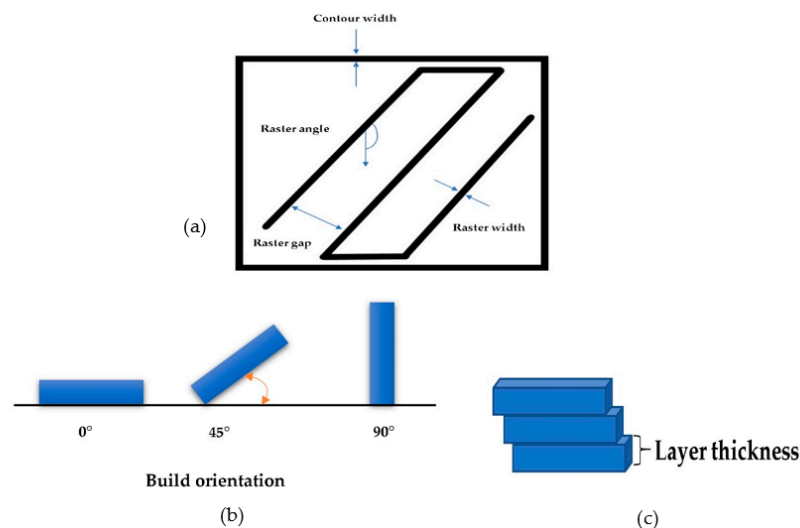 Contour width
Raster angle
Raster gap
Raster width
(a)
0°
45°
90°
Build orientation
(b)
Layer thickness
(c)